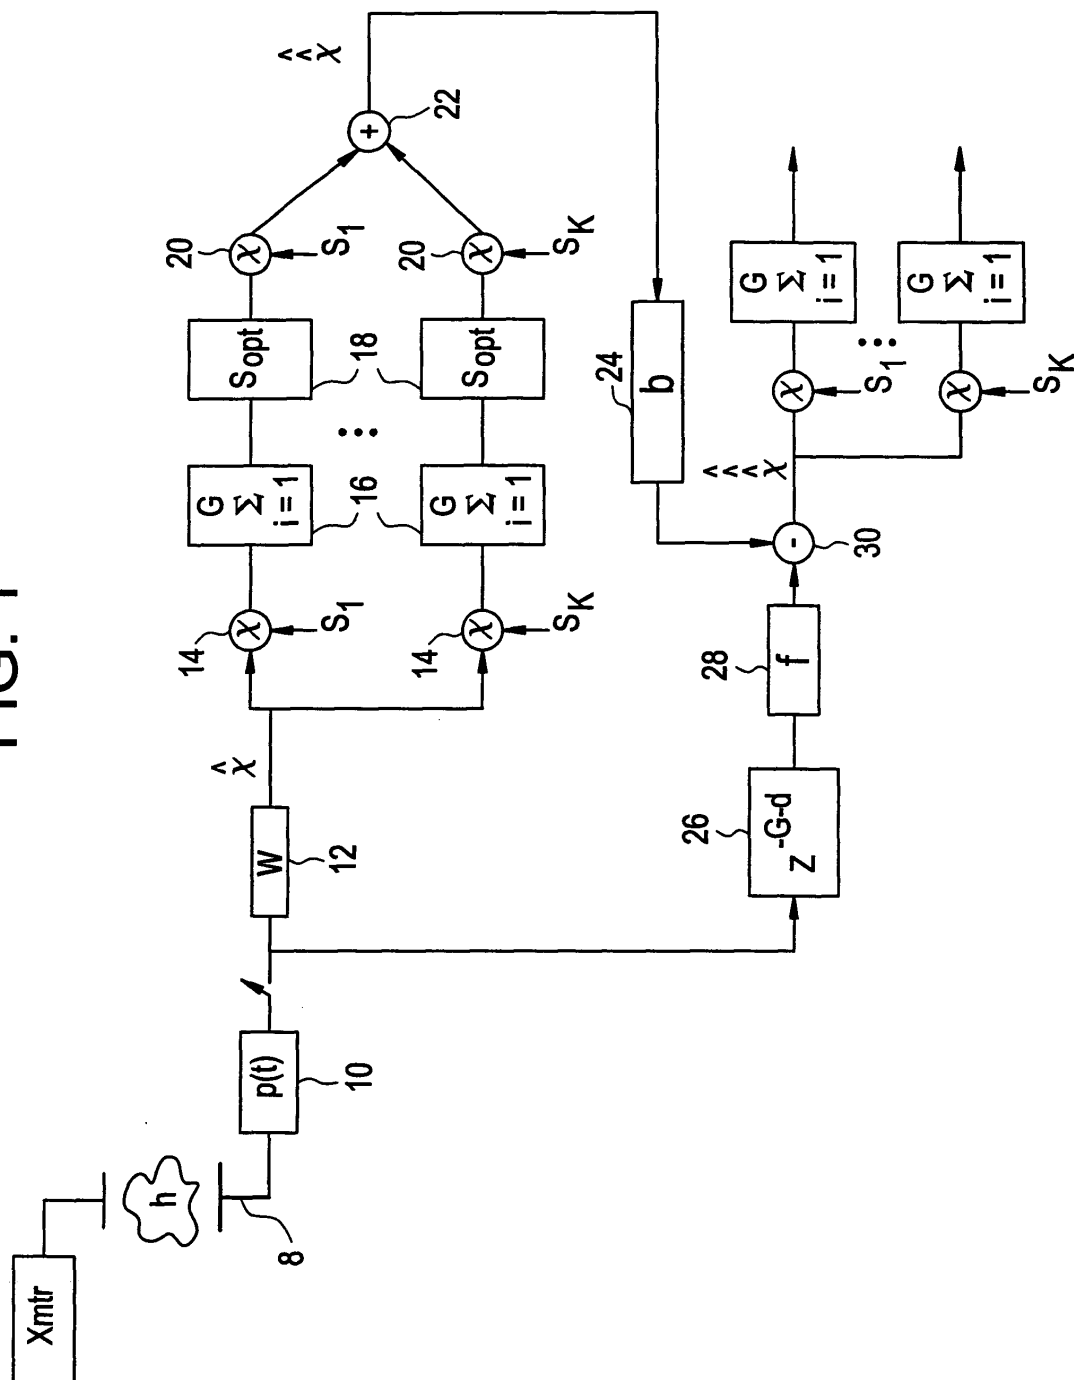 FIG. 1
Xmtr
h
8
p(t)
10
W
12
χ̂
14
χ
S1
G
Σ
i = 1
16
Sopt
18
20
χ
S1
14
χ
SK
G
Σ
i = 1
Sopt
20
χ
SK
+
22
χ̂̂
24
b
26
z-G-d
28
f
-
30
χ̂̂̂
χ
S1
G
Σ
i = 1
χ
SK
G
Σ
i = 1